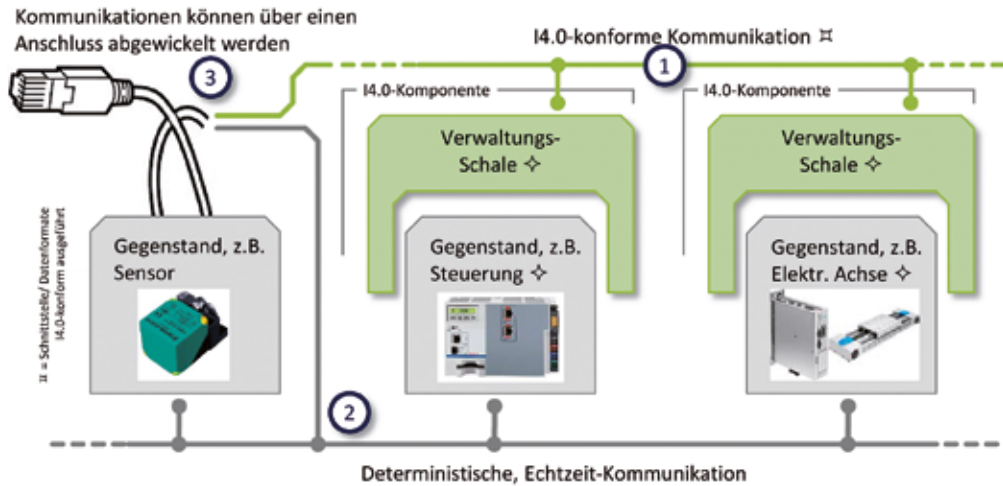 Kommunikationen können über einen
Anschluss abgewickelt werden
3
I4.0-konforme Kommunikation ¤
1
I4.0-Komponente
I4.0-Komponente
Verwaltungs-
Schale ✧
Verwaltungs-
Schale ✧
¤ = Schnittstelle/ Datenformate
I4.0-konform ausgeführt
Gegenstand, z.B.
Sensor
Gegenstand, z.B.
Steuerung ✧
Gegenstand, z.B.
Elektr. Achse ✧
2
Deterministische, Echtzeit-Kommunikation